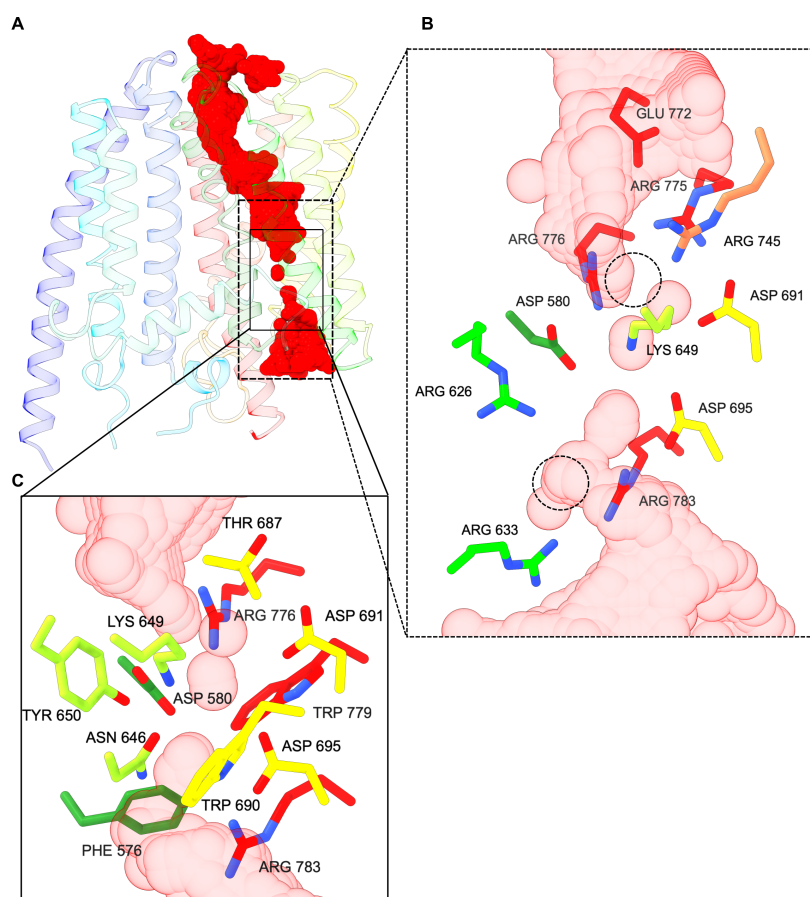 A
B
GLU 772
ARG 775
ARG 776
ARG 745
ASP 580
ASP 691
LYS 649
ARG 626
ASP 695
ARG 783
ARG 633
C
THR 687
LYS 649
ARG 776
ASP 691
ASP 580
TYR 650
TRP 779
ASN 646
ASP 695
TRP 690
PHE 576
ARG 783